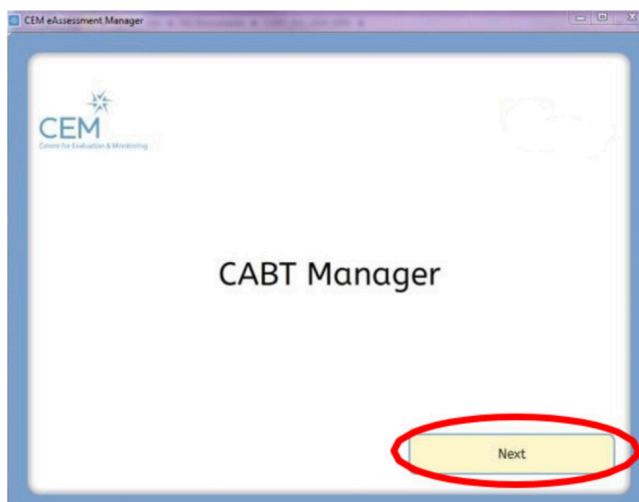 CEM eAssessment Manager
CEM
Centre for Evaluation & Monitoring
CABT Manager
Next